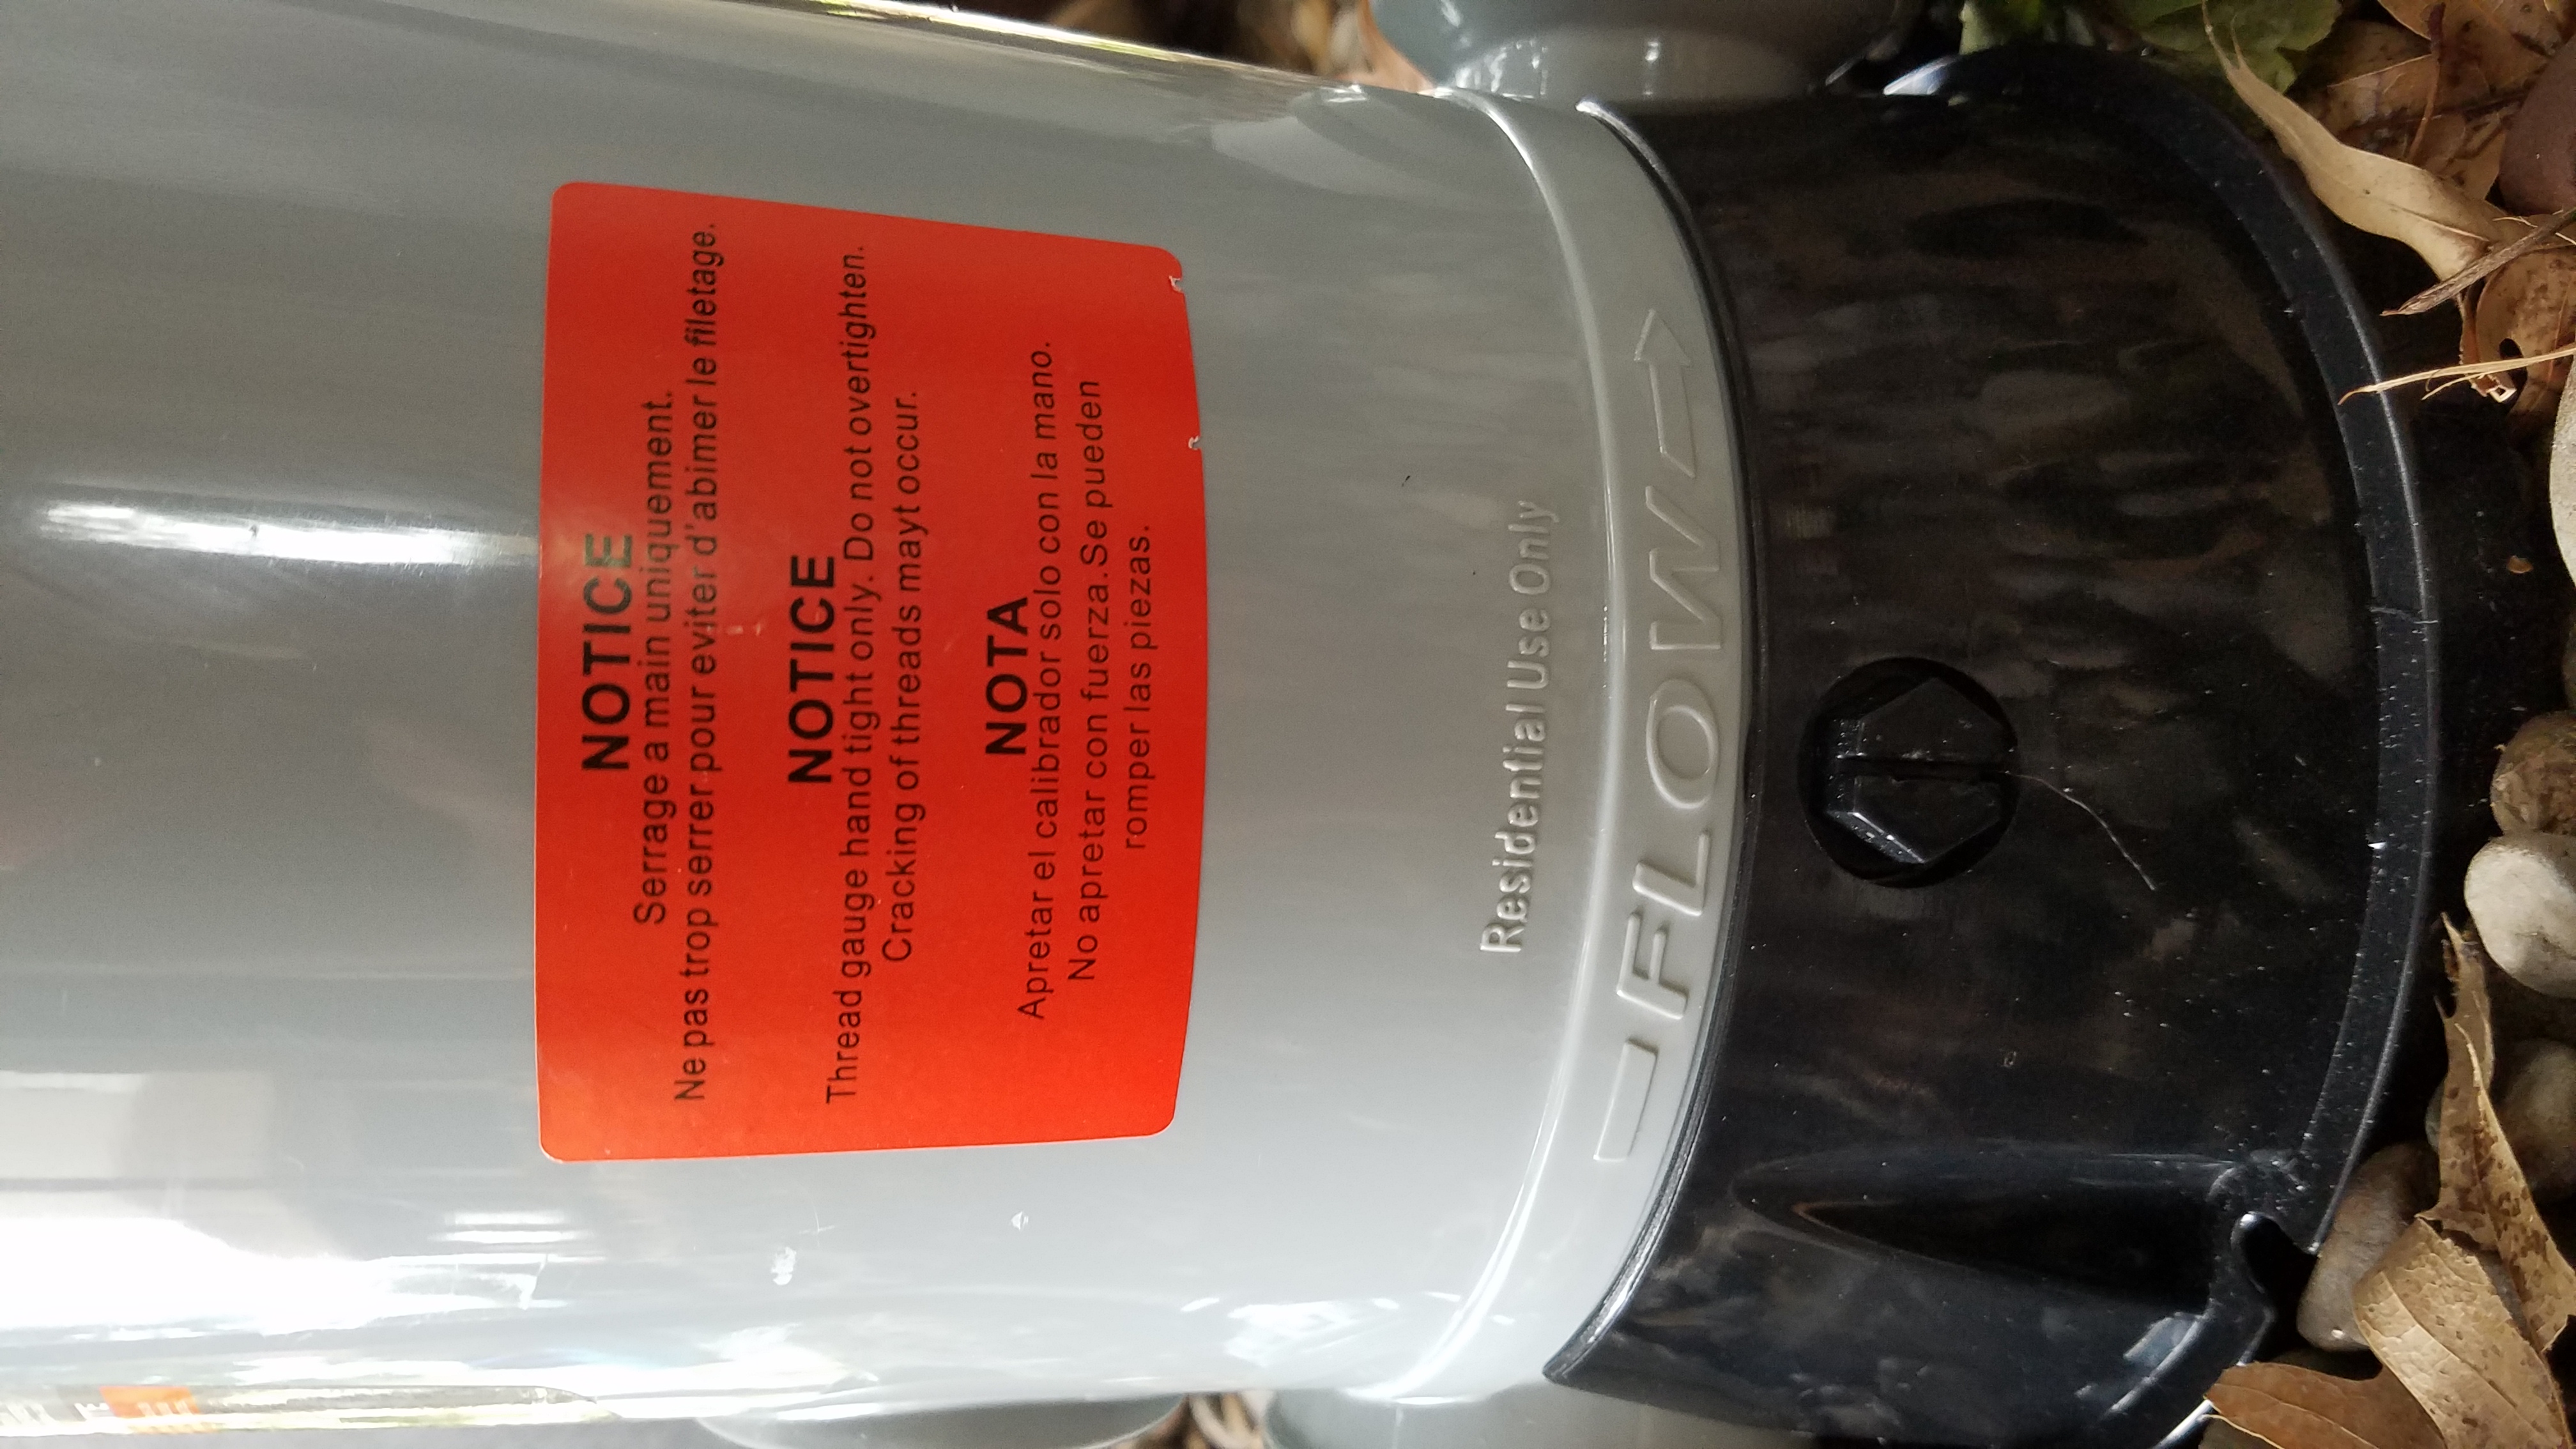 NOTICE
Serrage a main uniquement.
Ne pas trop serrer pour eviter d'abimer le filetage.
NOTICE
Thread gauge hand tight only. Do not overtighten.
Cracking of threads mayt occur.
NOTA
Apretar el calibrador solo con la mano.
No apretar con fuerza. Se pueden
romper las piezas.
Residential Use Only
FLOW